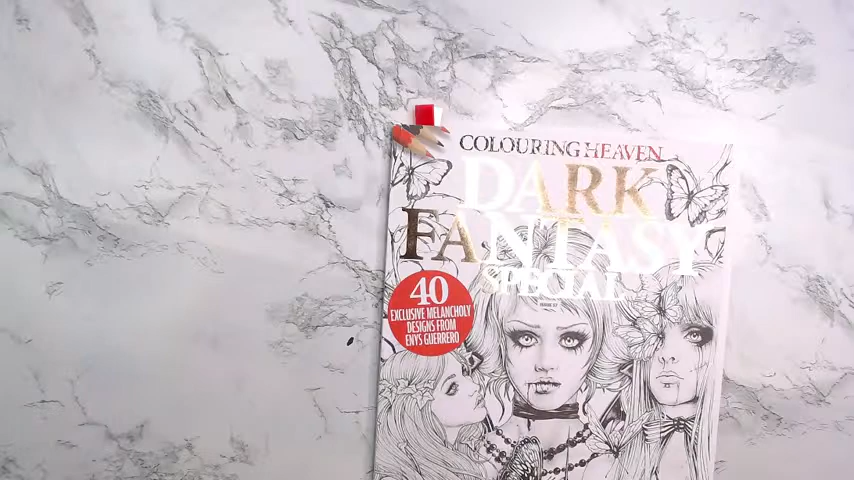 COLOURING HEAVEN
DARK
FANTASY
SPECIAL
40
EXCLUSIVE MELANCHOLY
DESIGNS FROM
ENYS GUERRERO